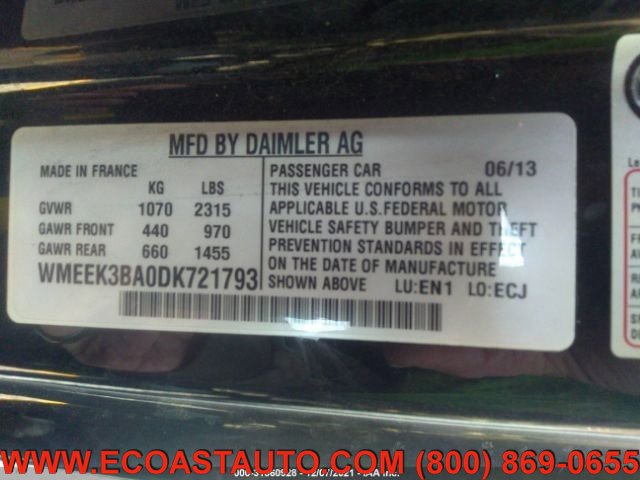 MFD BY DAIMLER AG
MADE IN FRANCE
KG LBS
GVWR 1070 2315
GAWR FRONT 440 970
GAWR REAR 660 1455
WMEEK3BA0DK721793
PASSENGER CAR 06/13
THIS VEHICLE CONFORMS TO ALL
APPLICABLE U.S.FEDERAL MOTOR
VEHICLE SAFETY BUMPER AND THEFT
PREVENTION STANDARDS IN EFFECT
ON THE DATE OF MANUFACTURE
SHOWN ABOVE LU:EN1 LO:ECJ
WWW.ECOASTAUTO.COM (800) 869-0655